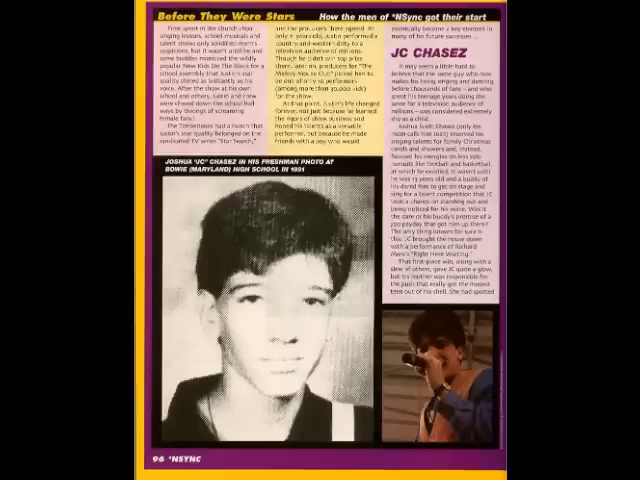 Before They Were Stars
How the men of *NSync got their start
Time spent in the church choir,
singing lessons, school musicals and
talent shows only solidified mom's
suspicions, but it wasn't until he and
some buddies mimicked the wildly
popular New Kids On The Block for a
school assembly that Justin's star
quality shined as brilliantly as his
voice. After the show at his own
school and others, Justin and crew
were chased down the school hall
ways by throngs of screaming
female fans!
The Timberlakes had a hunch that
Justin's star quality belonged on the
syndicated TV series "Star Search,"
and the producers there agreed. At
only 11 years old, Justin performed a
country-and-western ditty to a
television audience of millions.
Though he didn't win top prize
there, later on, producers for "The
Mickey Mouse Club" picked him to
be one of only 10 performers
(among more than 30,000 kids)
for the show.
At that point, Justin's life changed
forever, not just because he learned
the rigors of show business and
honed his talents as a versatile
performer, but because he made
friends with a boy who would
eventually become a key element in
many of his future successes ...
JC CHASEZ
It may seem a little hard to
believe that the same guy who now
makes his living singing and dancing
before thousands of fans – and who
spent his teenage years doing the
same for a television audience of
millions – was considered extremely
shy as a child.
Joshua Scott Chasez (only his
mom calls him Josh) reserved his
singing talents for family Christmas
carols and showers and, instead,
focused his energies on less solo
pursuits like football and basketball,
at which he excelled. It wasn't until
he was 13 years old and a buddy of
his dared him to get on stage and
sing for a talent competition that JC
took a chance on standing out and
being noticed for his voice. Was it
the dare or his buddy's promise of a
$20 payday that got him up there?
The only thing known for sure is
that JC brought the house down
with a performance of Richard
Marx's "Right Here Waiting."
That first-place win, along with a
slew of others, gave JC quite a glow,
but his mother was responsible for
the push that really got the modest
teen out of his shell. She had spotted
JOSHUA "JC" CHASEZ IN HIS FRESHMAN PHOTO AT
BOWIE (MARYLAND) HIGH SCHOOL IN 1991
96 *NSYNC